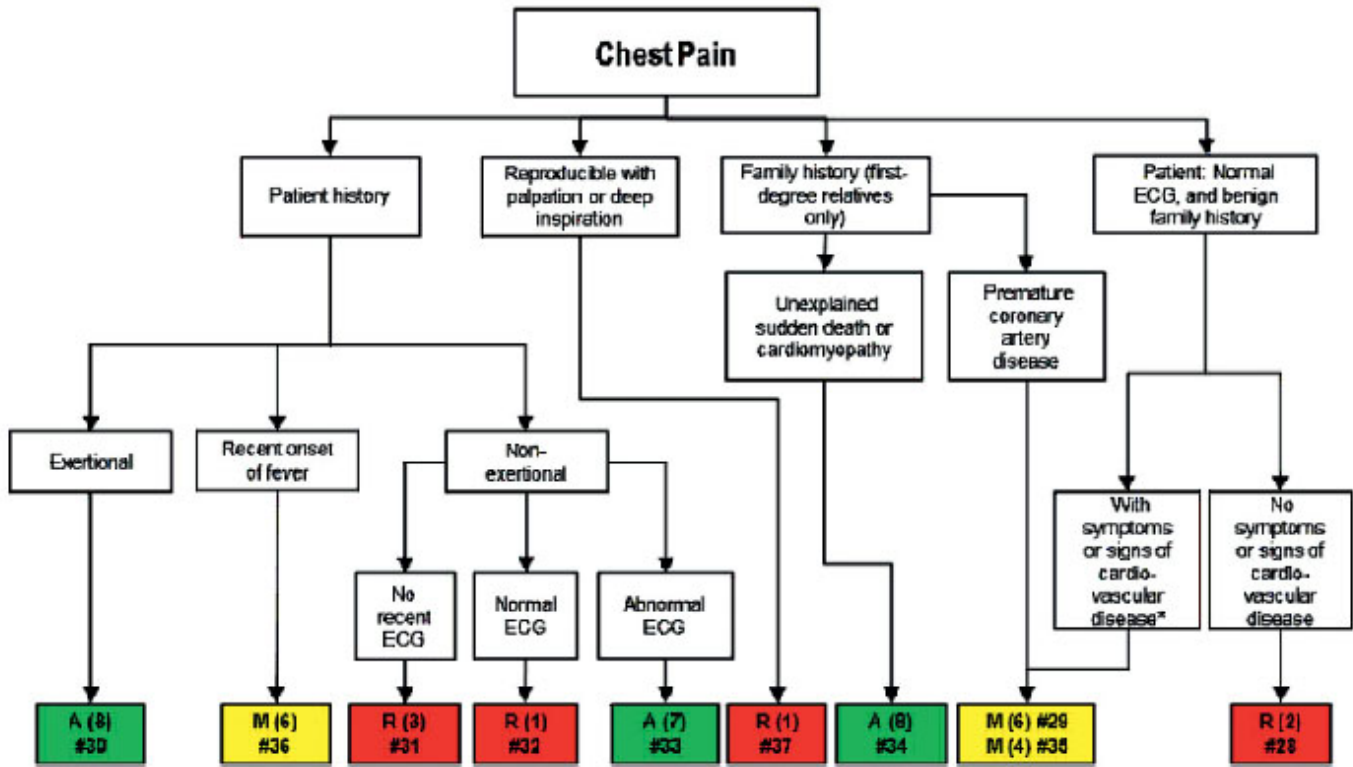 Chest Pain
Patient history
Reproducible with
palpation or deep
inspiration
Family history (first-
degree relatives
only)
Patient: Normal
ECG, and benign
family history
Unexplained
sudden death or
cardiomyopathy
Premature
coronary
artery
disease
Exertional
Recent onset
of fever
Non-
exertional
With
symptoms
or signs of
cardio-
vascular
disease*
No
symptoms
or signs of
cardio-
vascular
disease
No
recent
ECG
Normal
ECG
Abnormal
ECG
A (8)
#30
M (6)
#36
R (3)
#31
R (1)
#32
A (7)
#33
R (1)
#37
A (8)
#34
M (6) #29
M (4) #35
R (2)
#28